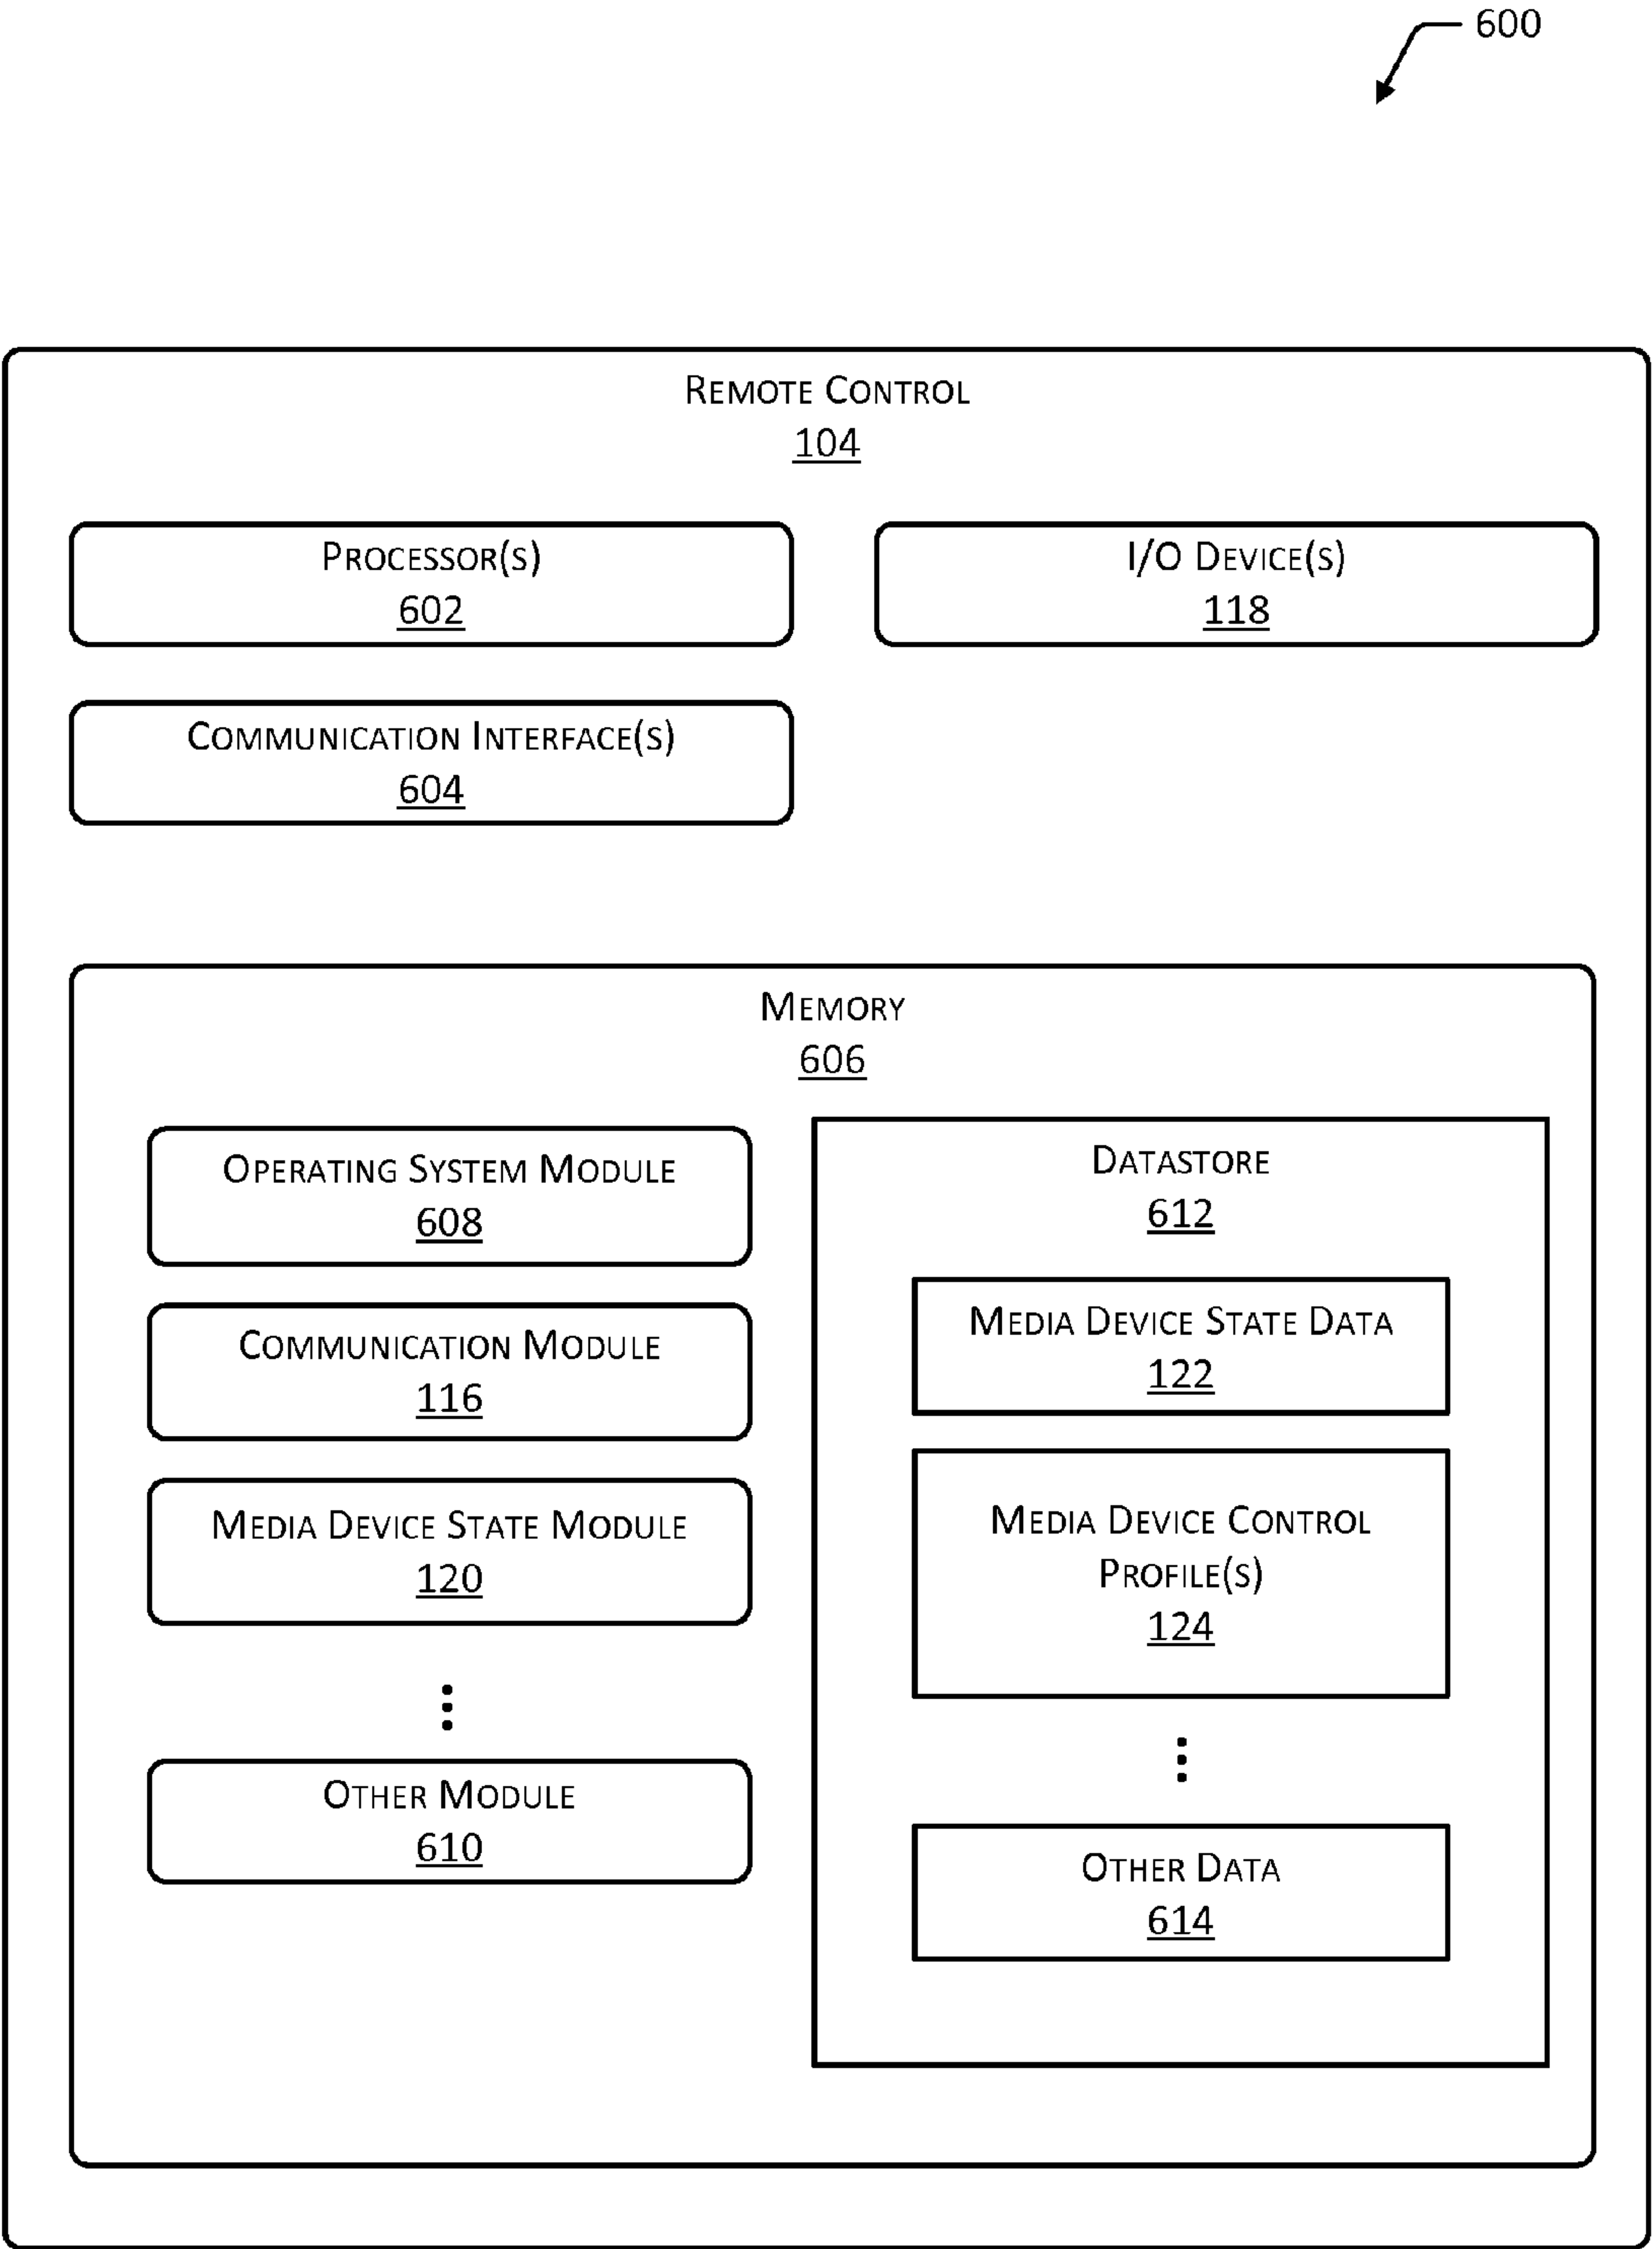 600
REMOTE CONTROL
104
PROCESSOR(S)
602
I/O DEVICE(S)
118
COMMUNICATION INTERFACE(S)
604
MEMORY
606
OPERATING SYSTEM MODULE
608
COMMUNICATION MODULE
116
MEDIA DEVICE STATE MODULE
120
OTHER MODULE
610
DATASTORE
612
MEDIA DEVICE STATE DATA
122
MEDIA DEVICE CONTROL
PROFILE(S)
124
OTHER DATA
614